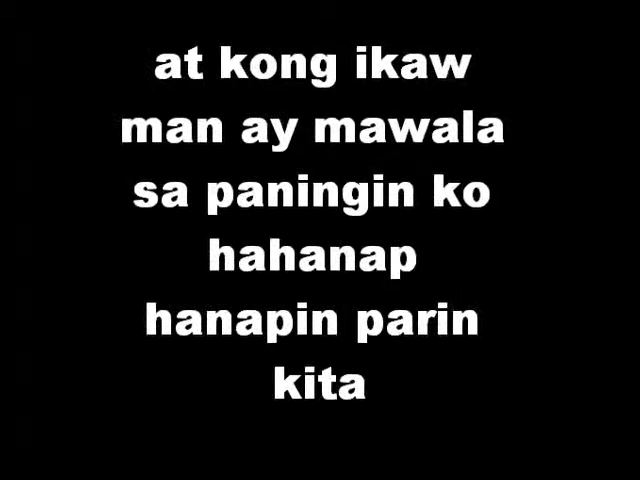 at kong ikaw
man ay mawala
sa paningin ko
hahanap
hanapin parin
kita